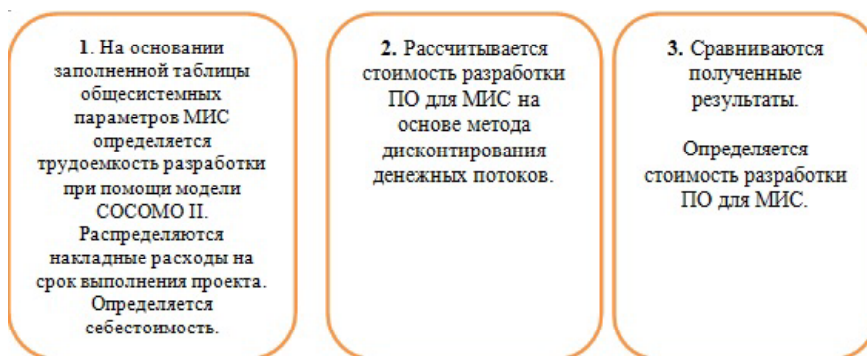 1. На основании
заполненной таблицы
общесистемных
параметров МИС
определяется
трудоемкость разработки
при помощи модели
COCOMO II.
Распределяются
накладные расходы на
срок выполнения проекта.
Определяется
себестоимость.
2. Рассчитывается
стоимость разработки
ПО для МИС на
основе метода
дисконтирования
денежных потоков.
3. Сравниваются
полученные
результаты.
Определяется
стоимость разработки
ПО для МИС.